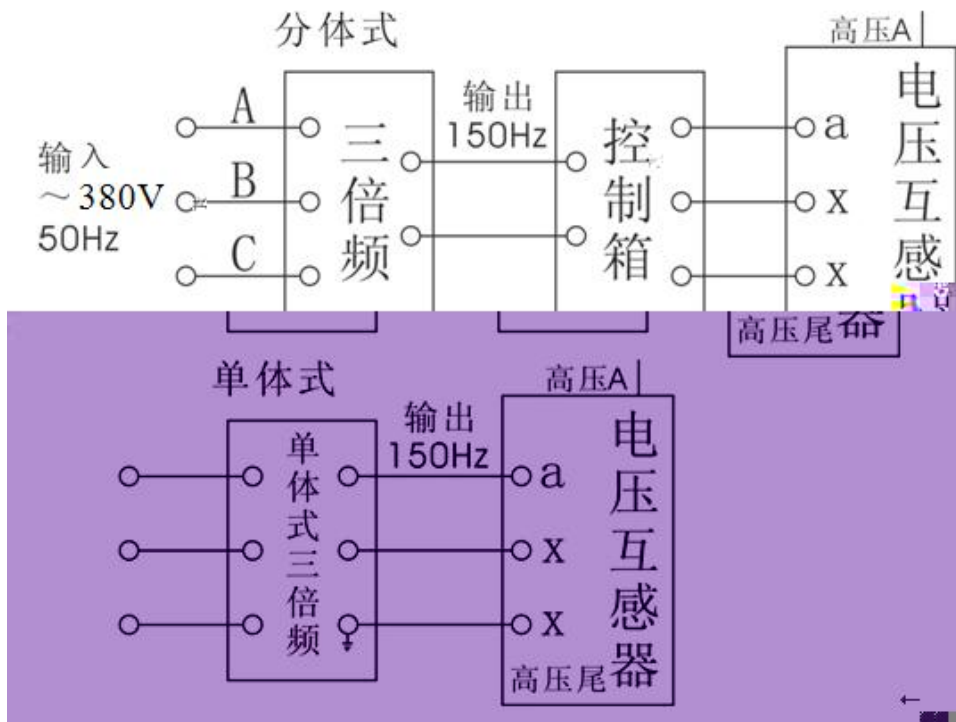 分体式
高压A
输入
～380V
50Hz
A
B
C
三倍频
输出
150Hz
控制箱
a
x
x
电压互感器
高压尾
单体式
高压A
单体式三倍频
输出
150Hz
a
x
x
电压互感器
高压尾
←